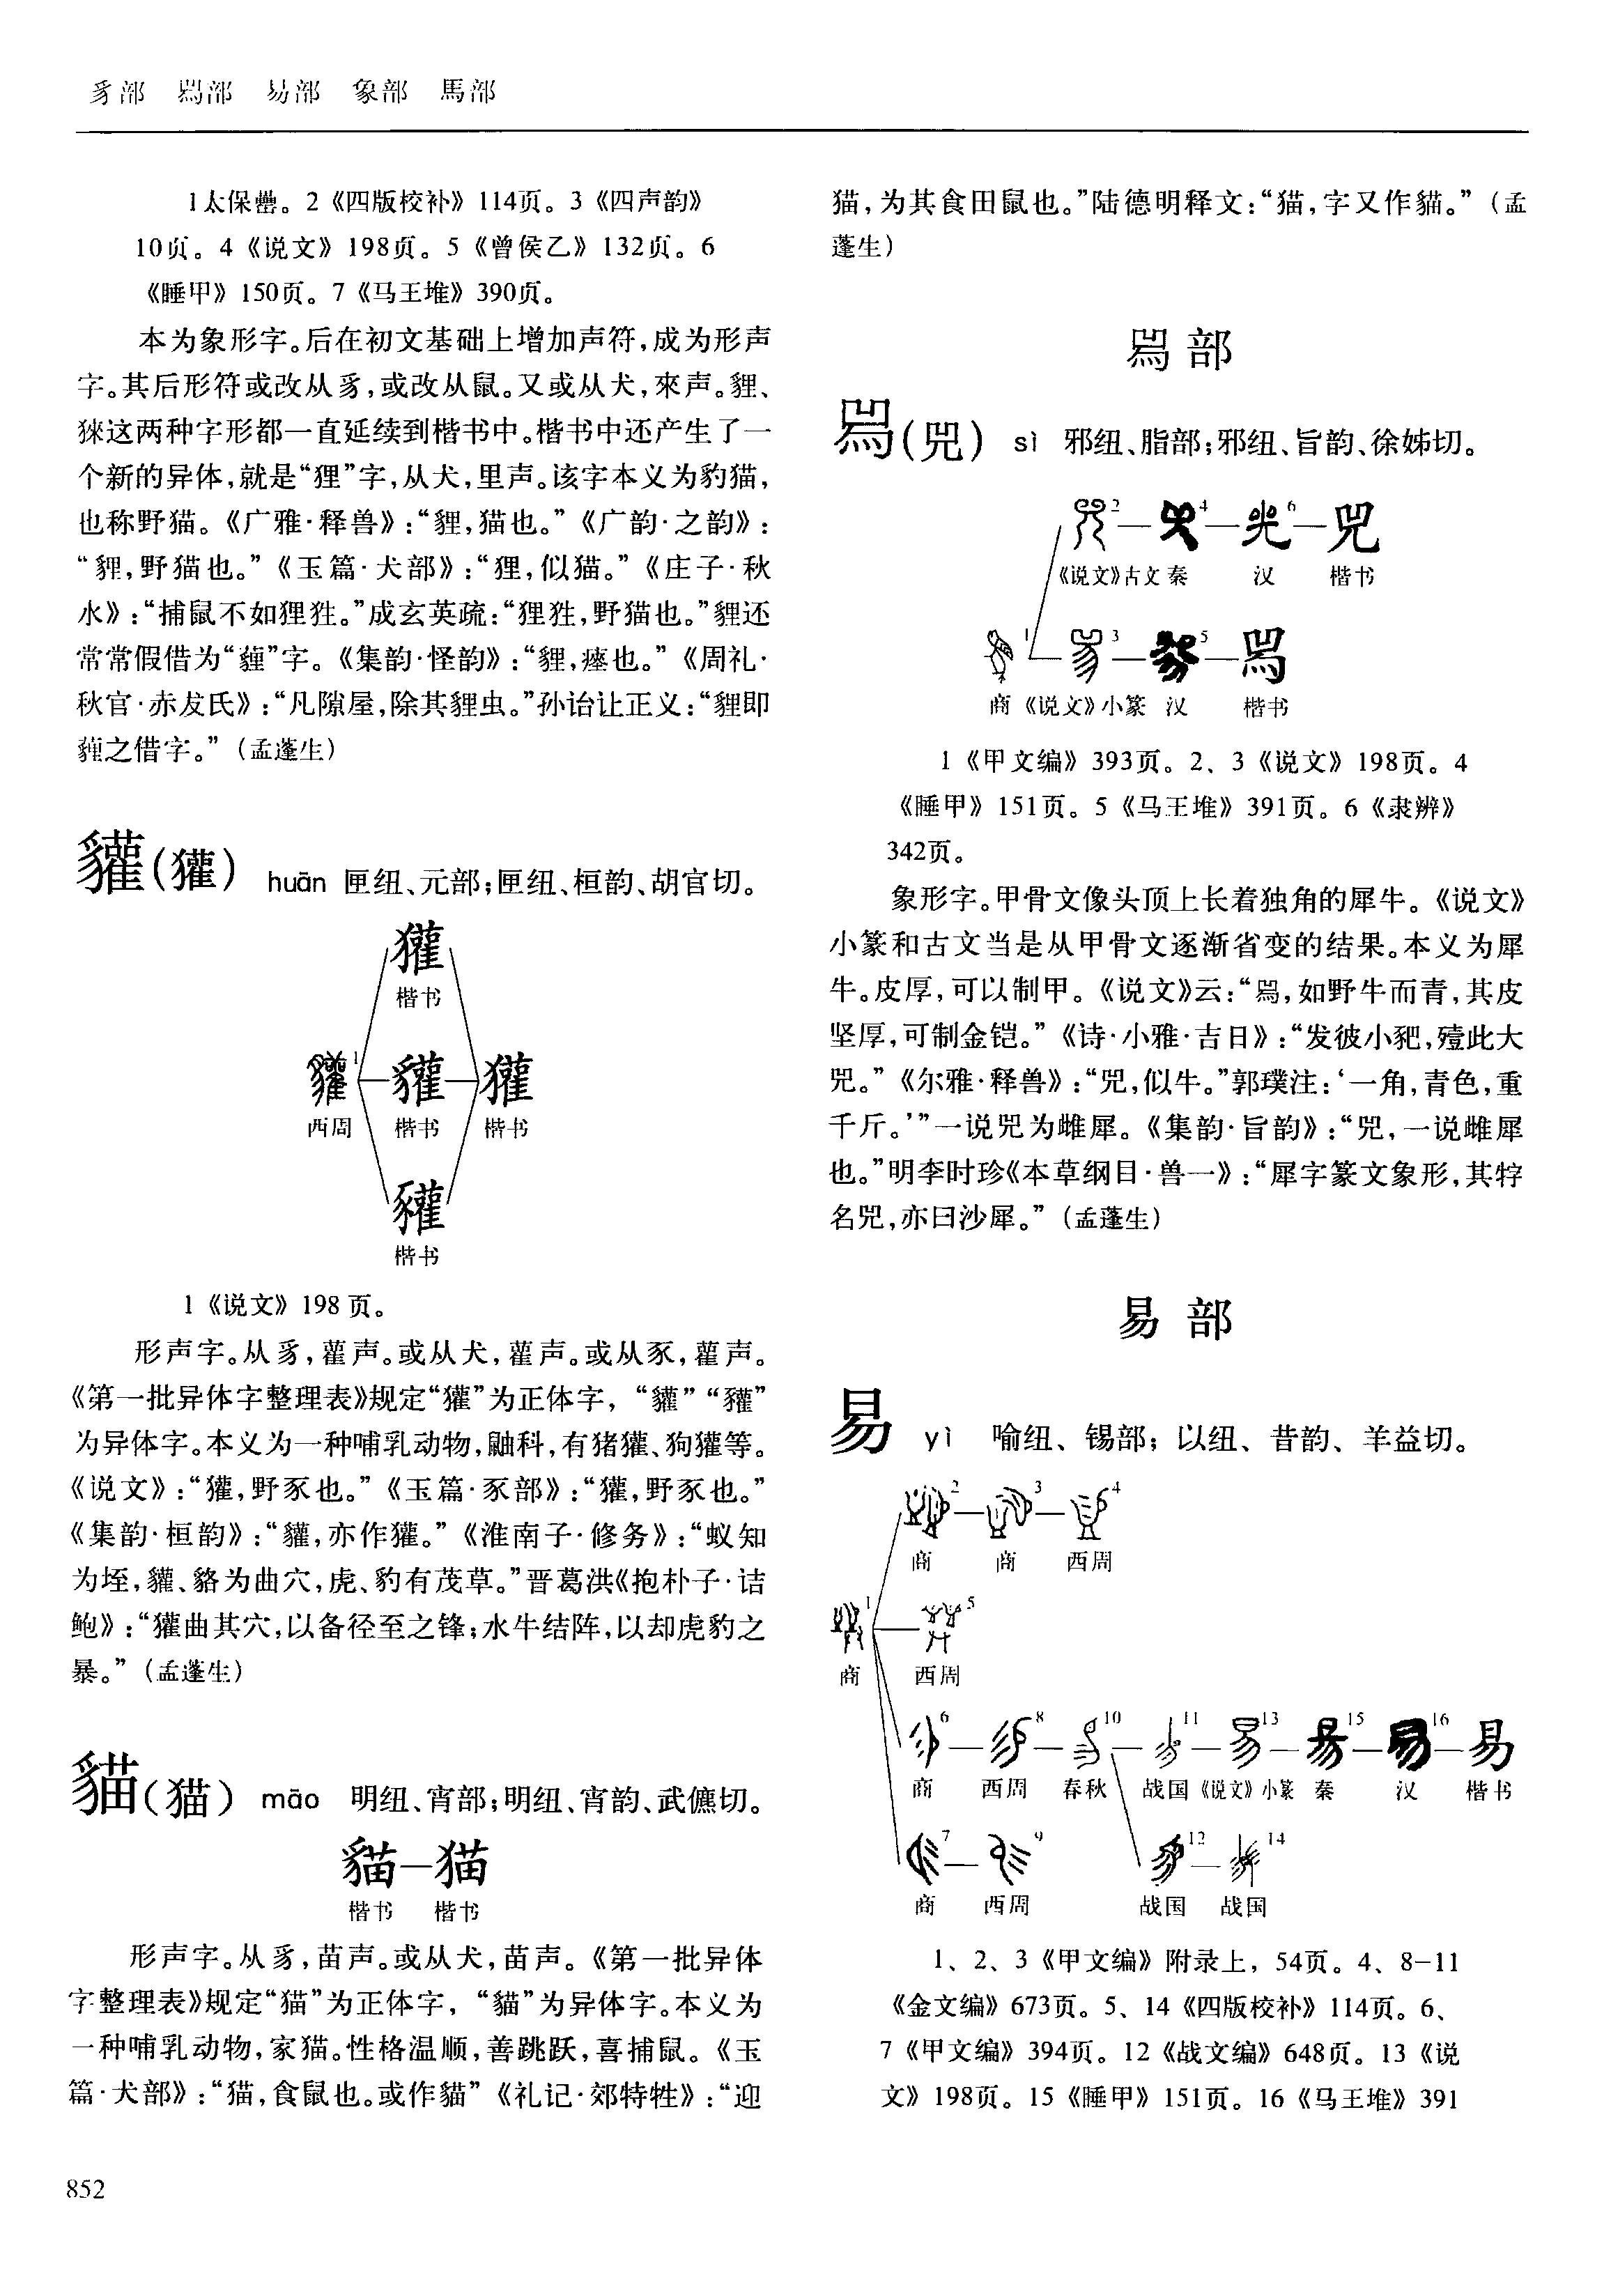 豸部 𤉡部 易部 象部 馬部
1太保罍。2《四版校补》114页。3《四声韵》
10页。4《说文》198页。5《曾侯乙》132页。6
《睡甲》150页。7《马王堆》390页。
本为象形字。后在初文基础上增加声符,成为形声
字。其后形符或改从豸,或改从鼠。又或从犬,來声。貍、
猍这两种字形都一直延续到楷书中。楷书中还产生了一
个新的异体,就是“狸”字,从犬,里声。该字本义为豹猫,
也称野猫。《广雅·释兽》:“貍,猫也。”《广韵·之韵》:
“貍,野猫也。”《玉篇·犬部》:“狸,似猫。”《庄子·秋
水》:“捕鼠不如狸狌。”成玄英疏:“狸狌,野猫也。”貍还
常常假借为“薶”字。《集韵·怪韵》:“貍,瘗也。”《周礼·
秋官·赤犮氏》:“凡隙屋,除其貍虫。”孙诒让正义:“貍即
薶之借字。”(孟蓬生)
貛(獾) huān 匣纽、元部;匣纽、桓韵、胡官切。
獾
楷书
1 貛 獾
西周 楷书 楷书
豲
楷书
1《说文》198页。
形声字。从豸,雚声。或从犬,雚声。或从豕,雚声。
《第一批异体字整理表》规定“獾”为正体字,“貛”“貛”
为异体字。本义为一种哺乳动物,鼬科,有猪獾、狗獾等。
《说文》:“獾,野豕也。”《玉篇·豕部》:“獾,野豕也。”
《集韵·桓韵》:“貛,亦作獾。”《淮南子·修务》:“蚁知
为垤,貛、貉为曲穴,虎、豹有茂草。”晋葛洪《抱朴子·诘
鲍》:“獾曲其穴,以备径至之锋;水牛结阵,以却虎豹之
暴。”(孟蓬生)
貓(猫) māo 明纽、宵部;明纽、宵韵、武儦切。
貓—猫
楷书 楷书
形声字。从豸,苗声。或从犬,苗声。《第一批异体
字整理表》规定“猫”为正体字,“貓”为异体字。本义为
一种哺乳动物,家猫。性格温顺,善跳跃,喜捕鼠。《玉
篇·犬部》:“猫,食鼠也。或作貓”《礼记·郊特牲》:“迎
猫,为其食田鼠也。”陆德明释文:“猫,字又作貓。”(孟
蓬生)
𤉡部
𤉡(兕) sì 邪纽、脂部;邪纽、旨韵、徐姊切。
2 4 6 兕
《说文》古文 秦 汉 楷书
1 3 5 𤉡
商 《说文》小篆 汉 楷书
1《甲文编》393页。2、3《说文》198页。4
《睡甲》151页。5《马王堆》391页。6《隶辨》
342页。
象形字。甲骨文像头顶上长着独角的犀牛。《说文》
小篆和古文当是从甲骨文逐渐省变的结果。本义为犀
牛。皮厚,可以制甲。《说文》云:“𤉡,如野牛而青,其皮
坚厚,可制金铠。”《诗·小雅·吉日》:“发彼小豝,殪此大
兕。”《尔雅·释兽》:“兕,似牛。”郭璞注:‘一角,青色,重
千斤。’”一说兕为雌犀。《集韵·旨韵》:“兕,一说雌犀
也。”明李时珍《本草纲目·兽一》:“犀字篆文象形,其牸
名兕,亦曰沙犀。”(孟蓬生)
易部
易 yì 喻纽、锡部;以纽、昔韵、羊益切。
2 3 4
商 商 西周
1 5
商 西周
6 8 10 11 13 15 16 易
商 西周 春秋 战国 《说文》小篆 秦 汉 楷书
7 9 12 14
商 西周 战国 战国
1、2、3《甲文编》附录上,54页。4、8-11
《金文编》673页。5、14《四版校补》114页。6、
7《甲文编》394页。12《战文编》648页。13《说
文》198页。15《睡甲》151页。16《马王堆》391
852